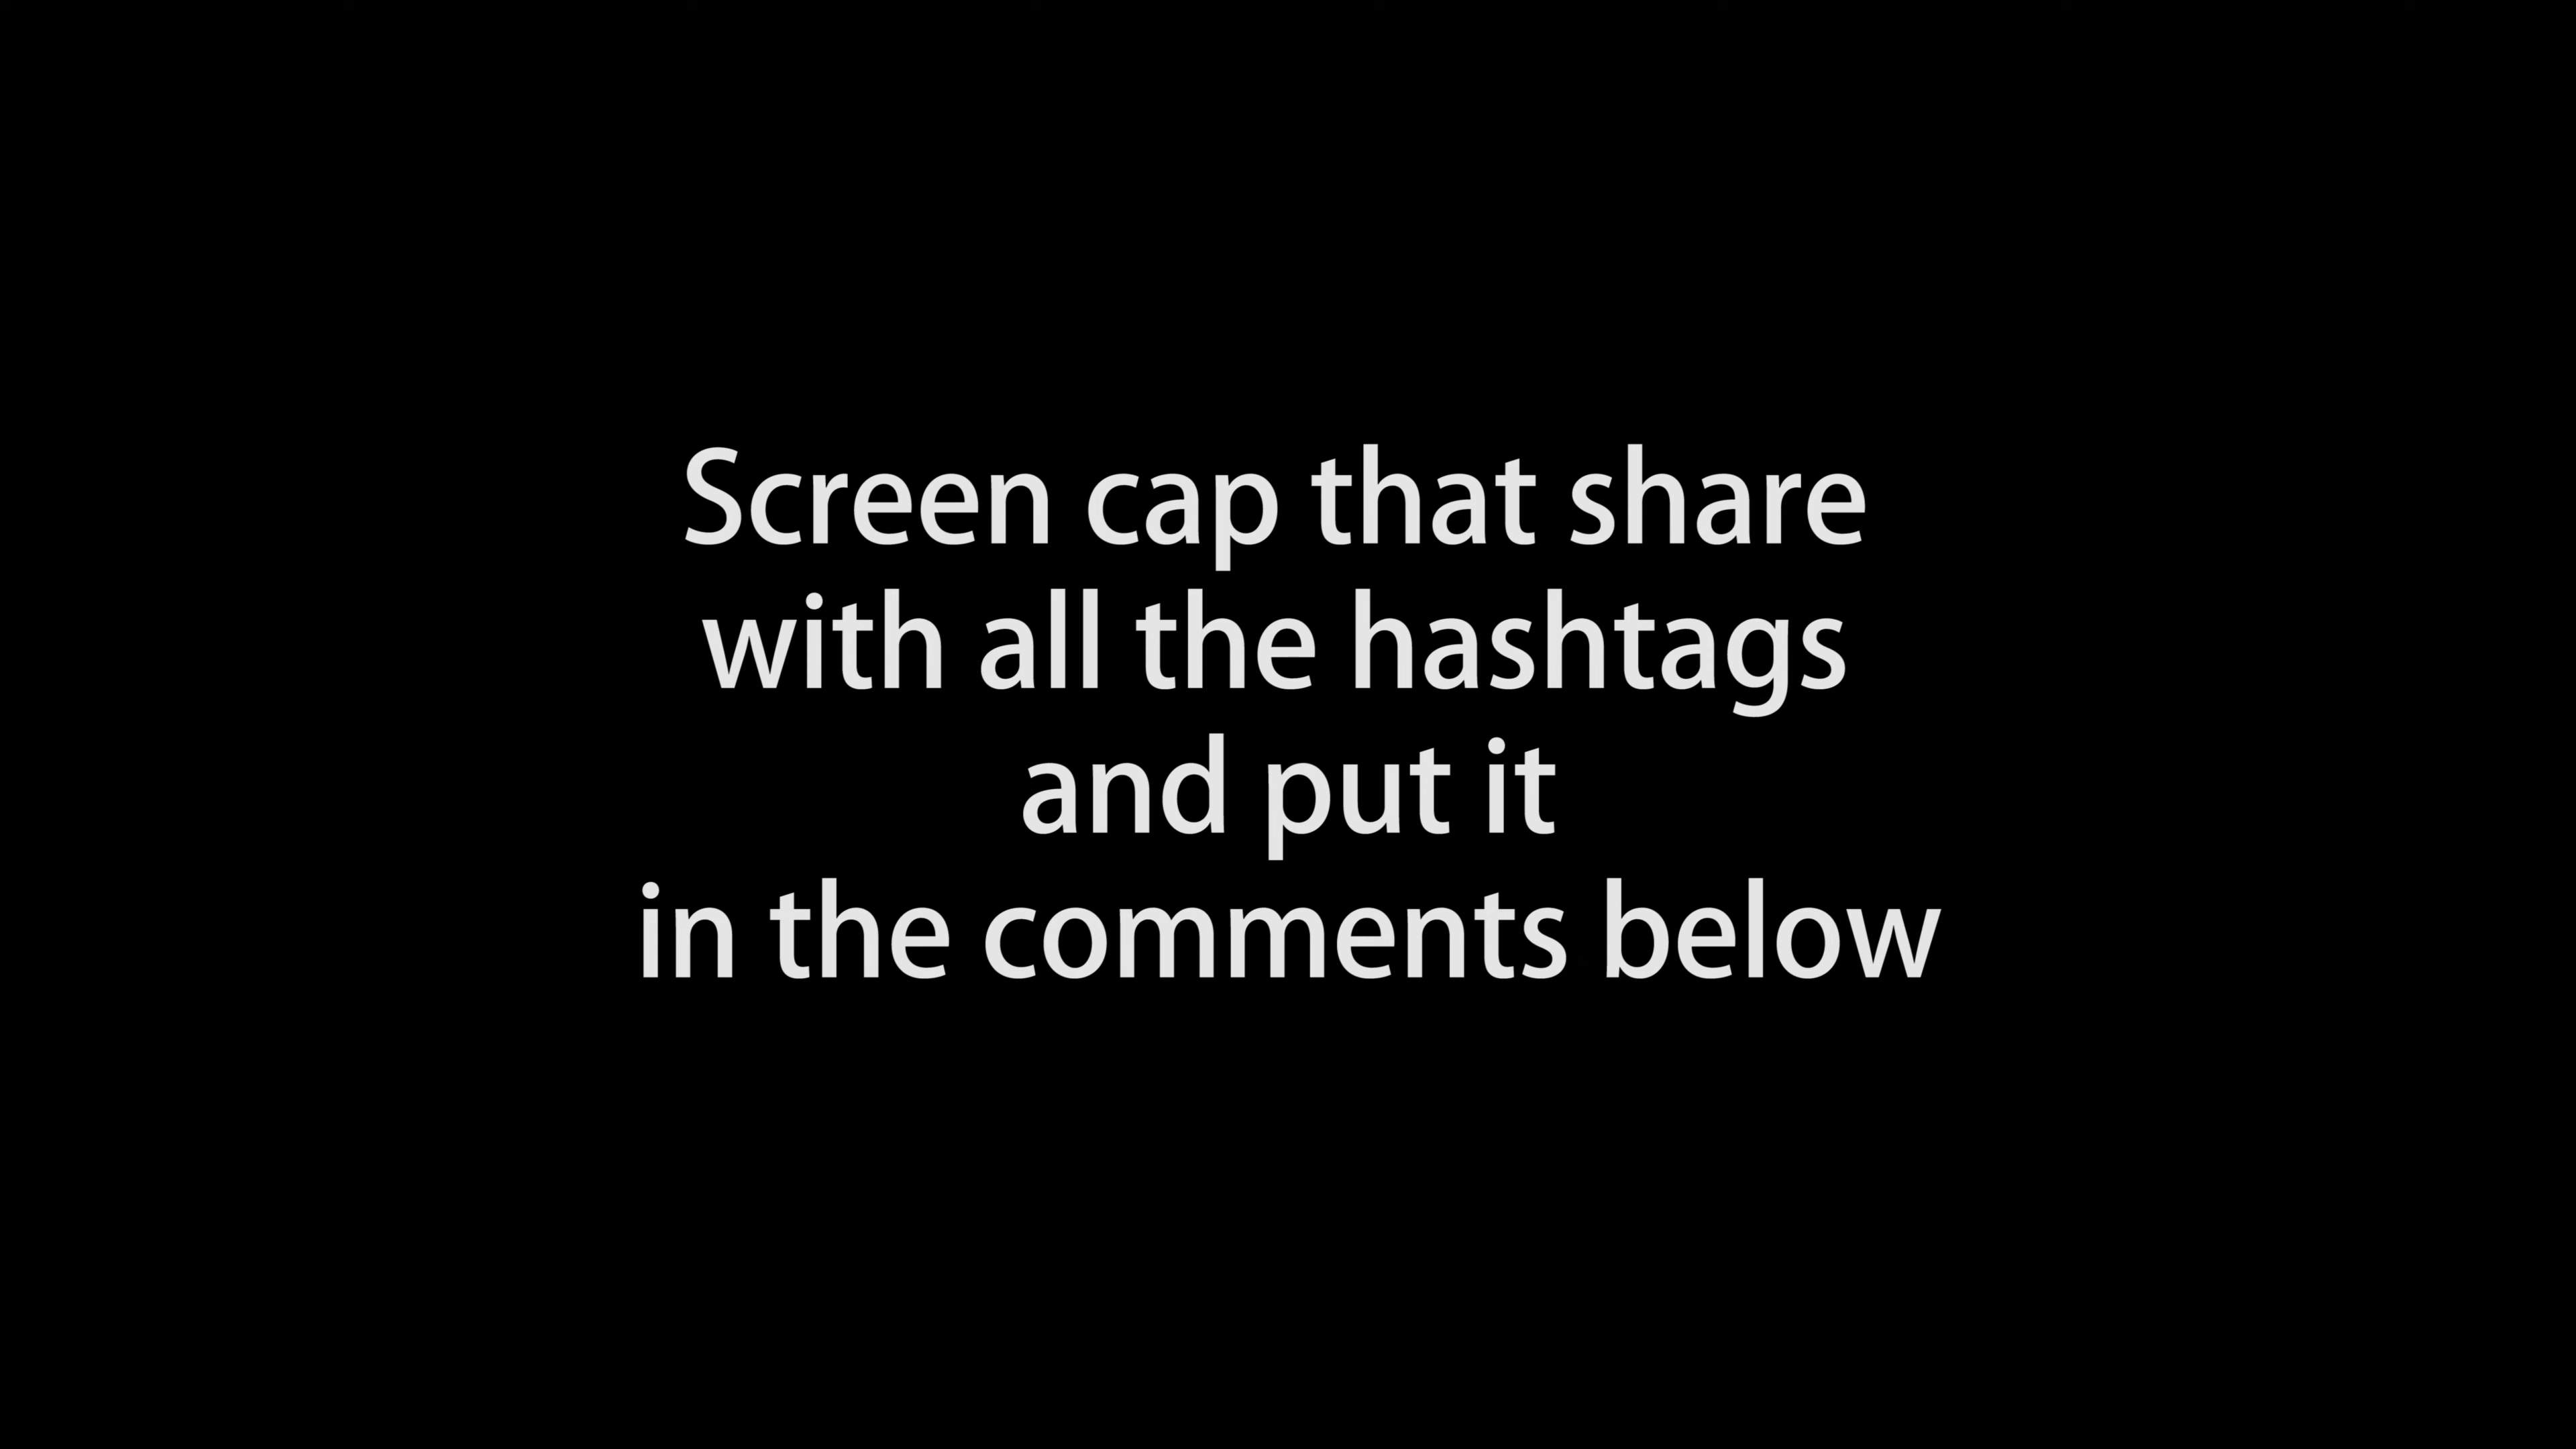 Screen cap that share
with all the hashtags
and put it
in the comments below